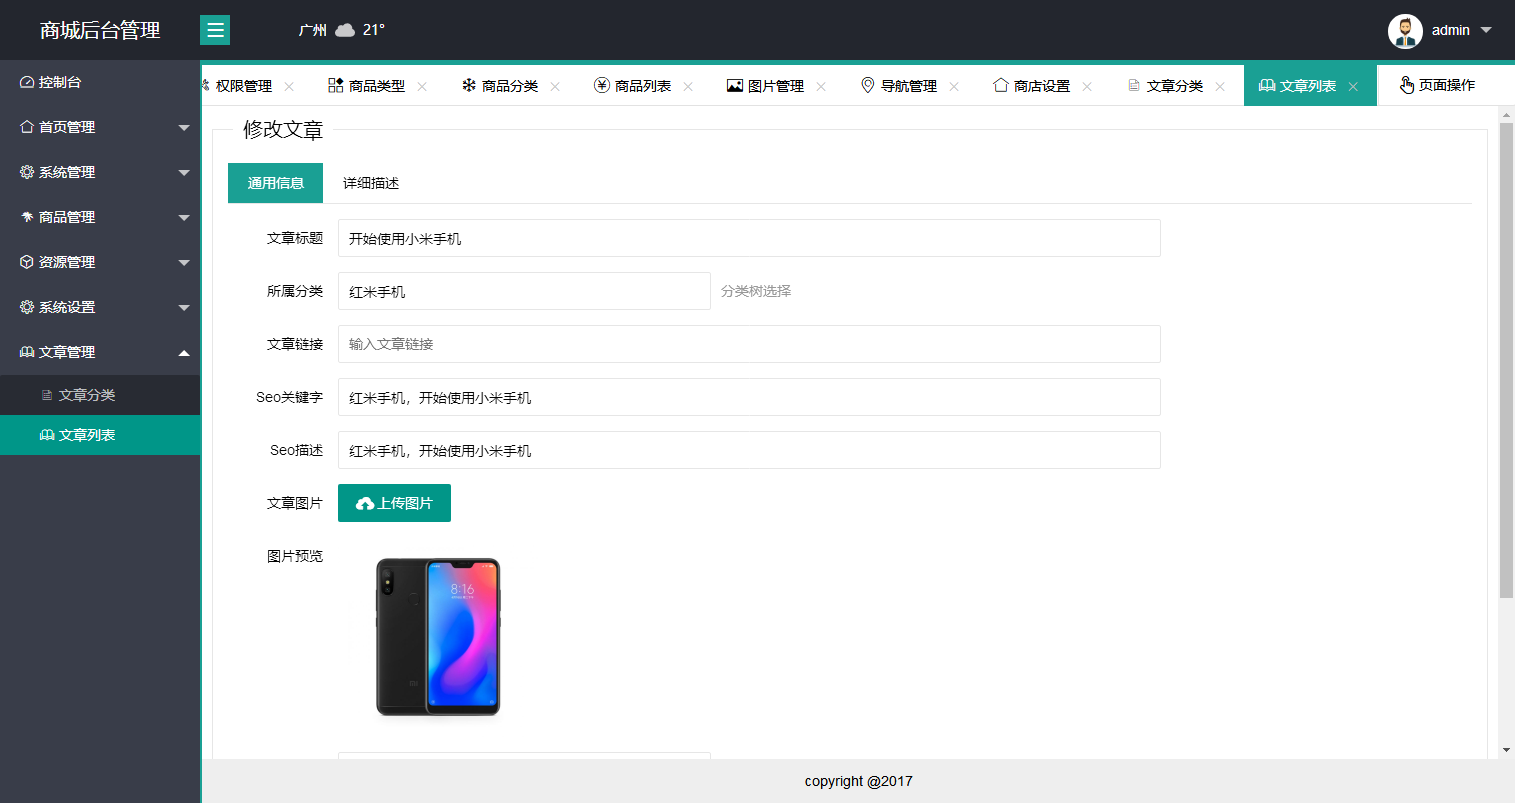 商城后台管理
广州 21°
admin
控制台
首页管理
系统管理
商品管理
资源管理
系统设置
文章管理
文章分类
文章列表
权限管理 商品类型 商品分类 商品列表 图片管理 导航管理 商店设置 文章分类 文章列表 页面操作
修改文章
通用信息 详细描述
文章标题 开始使用小米手机
所属分类 红米手机 分类树选择
文章链接 输入文章链接
Seo关键字 红米手机，开始使用小米手机
Seo描述 红米手机，开始使用小米手机
文章图片 上传图片
图片预览
8:16
copyright @2017